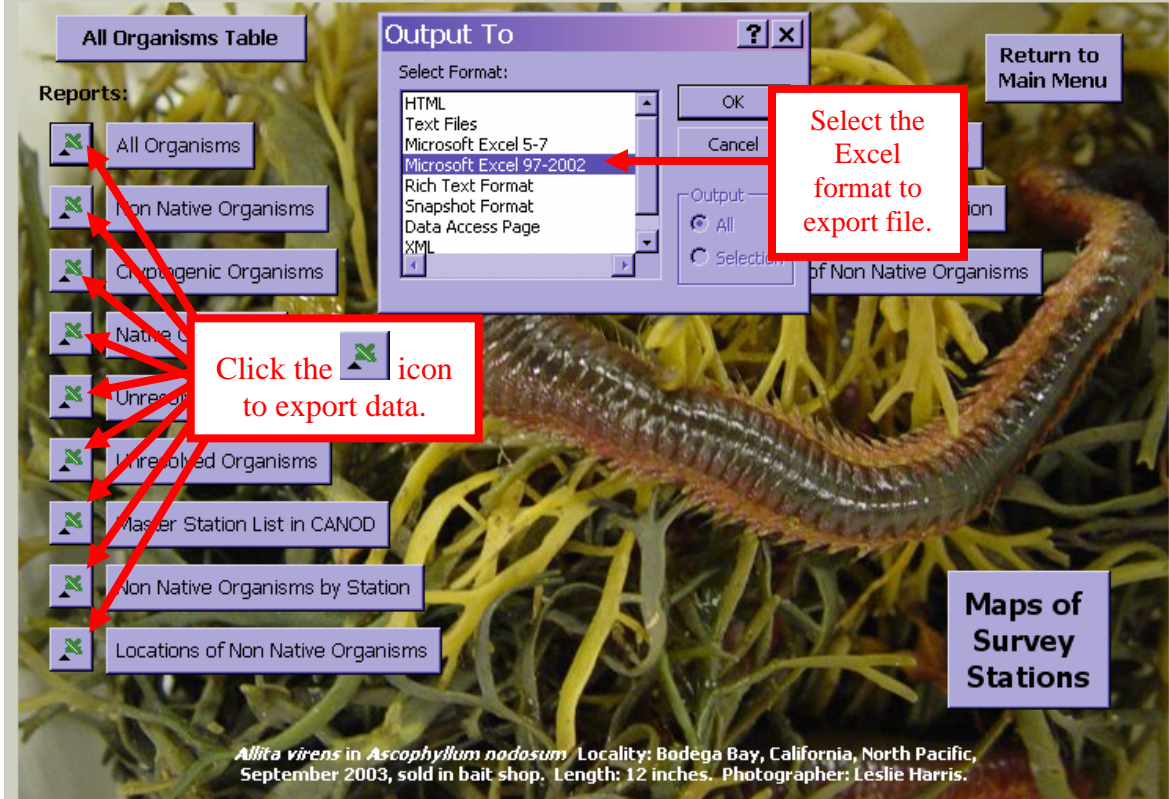 All Organisms Table
Output To
Return to
Main Menu
Reports:
Select Format:
HTML
Text Files
Microsoft Excel 5-7
Microsoft Excel 97-2002
Rich Text Format
Snapshot Format
Data Access Page
XML
OK
Cancel
Output
All
Selection
Select the
Excel
format to
export file.
ion
of Non Native Organisms
All Organisms
Non Native Organisms
Cryptogenic Organisms
Native
Click the icon
to export data.
Unresolved Organisms
Master Station List in CANOD
Non Native Organisms by Station
Locations of Non Native Organisms
Maps of
Survey
Stations
Allita virens in Ascophyllum nodosum Locality: Bodega Bay, California, North Pacific,
September 2003, sold in bait shop. Length: 12 inches. Photographer: Leslie Harris.